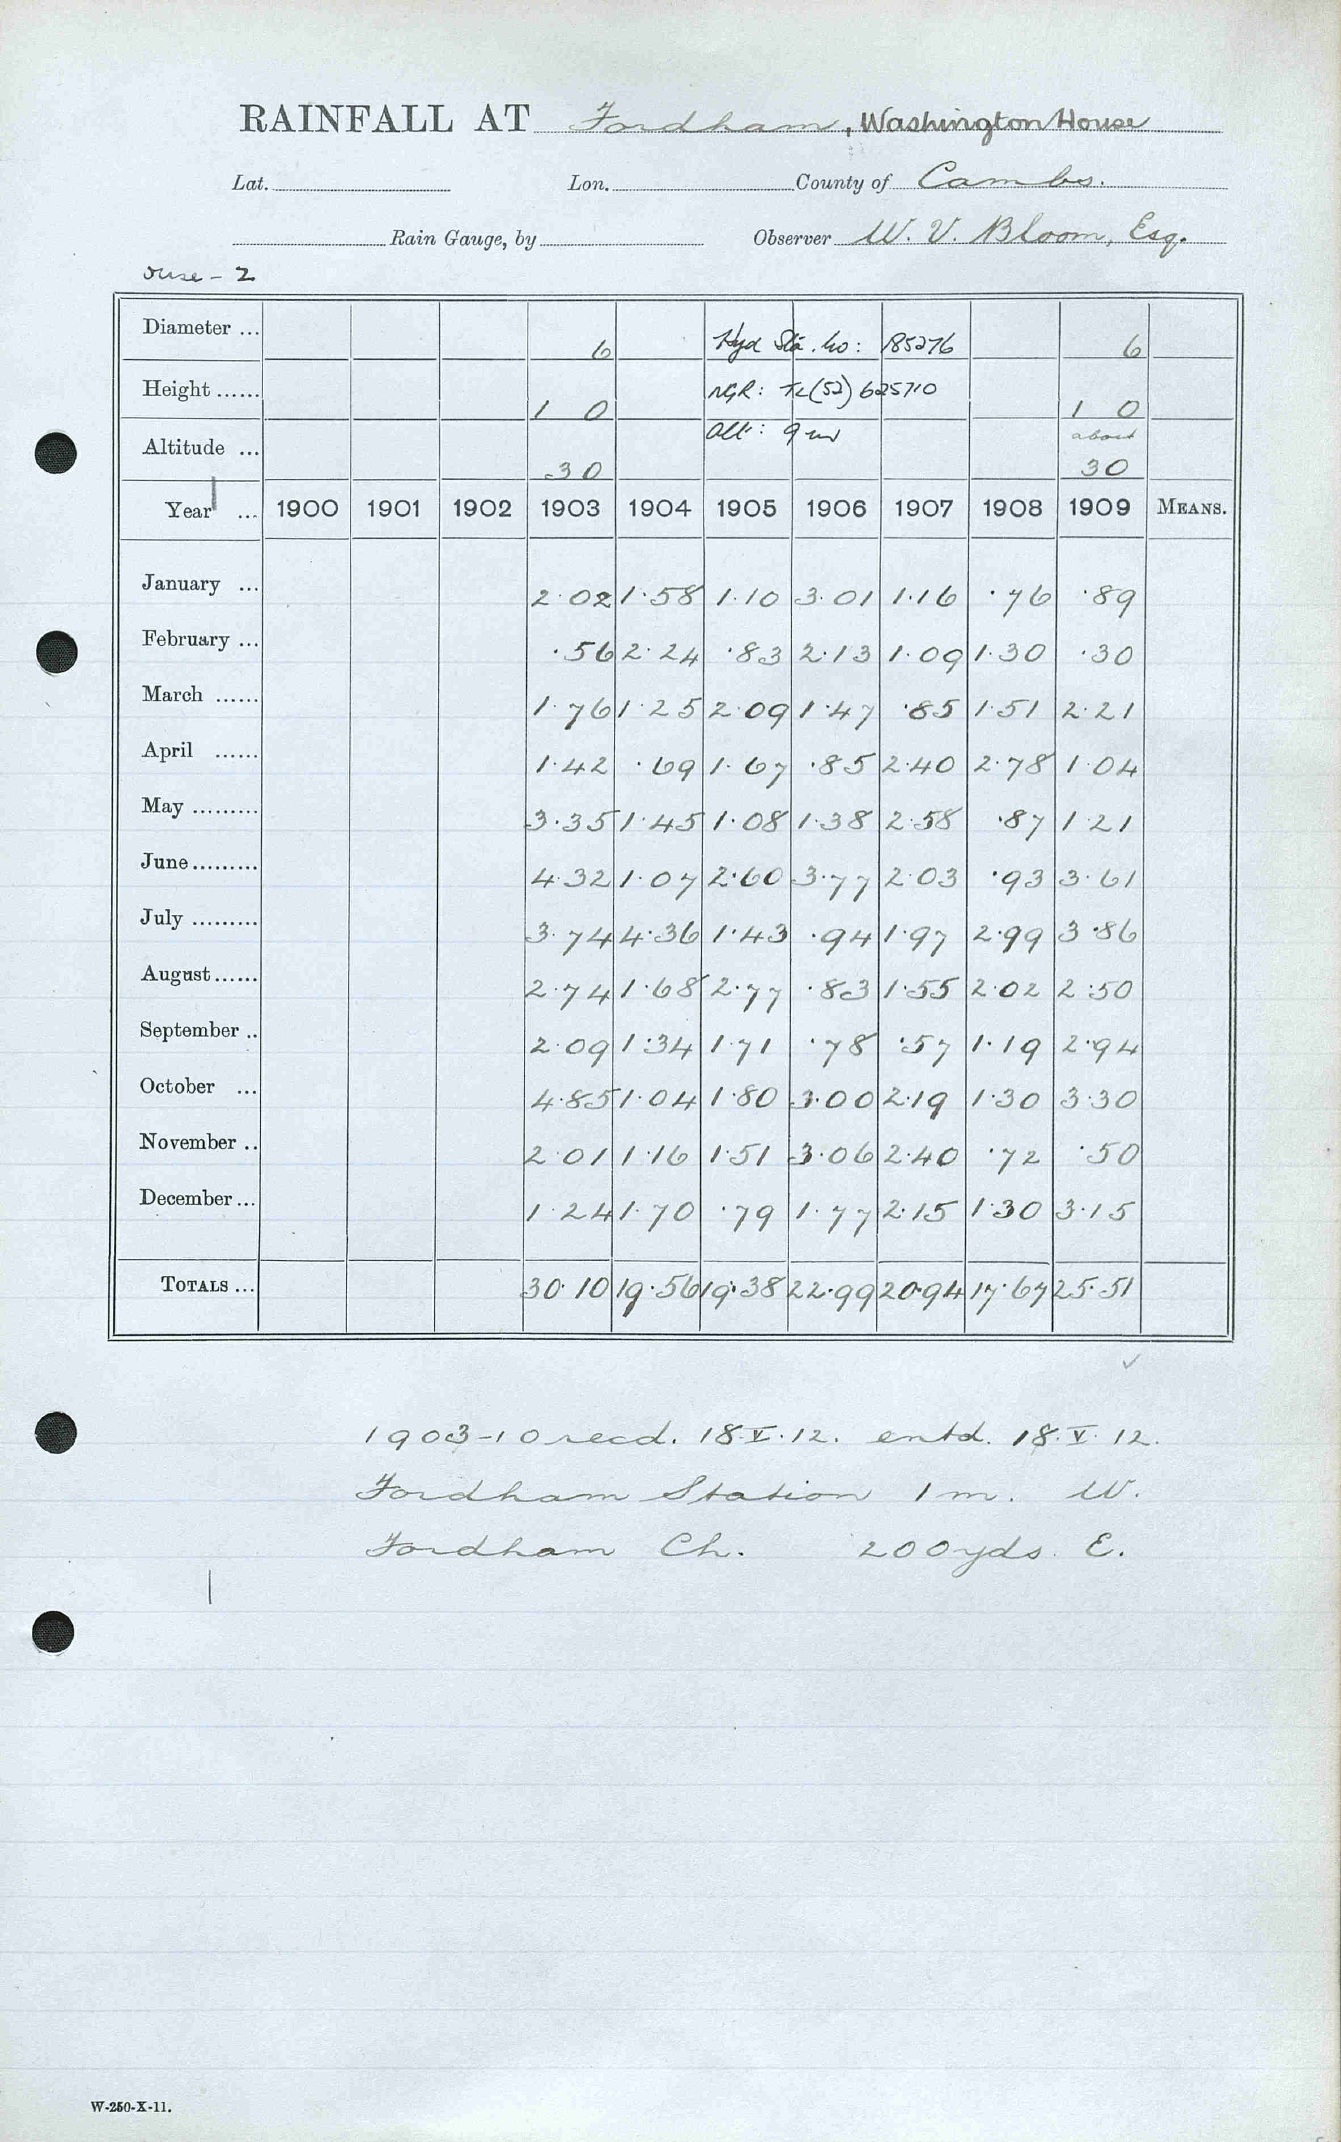 RAINFALL AT Fordham, Washington House
Lat. Lon. County of Cambs.
Rain Gauge, by Observer W. V. Bloom, Esq.
Ouse - 2
Diameter ... 6 Hyd Sta. No: 185276 6
Height ...... 1 0 NGR: TL(52) 625710 1 0
Altitude ... 30 Alt: 9m about 30
Year ... 1900 1901 1902 1903 1904 1905 1906 1907 1908 1909 MEANS.
January ... 2.02 1.58 1.10 3.01 1.16 .76 .89
February ... .56 2.24 .83 2.13 1.09 1.30 .30
March ...... 1.76 1.25 2.09 1.47 .85 1.51 2.21
April ...... 1.42 .69 1.67 .85 2.40 2.78 1.04
May ......... 3.35 1.45 1.08 1.38 2.58 .87 1.21
June......... 4.32 1.07 2.60 3.77 2.03 .93 3.61
July ......... 3.74 4.36 1.43 .94 1.97 2.99 3.86
August...... 2.74 1.68 2.77 .83 1.55 2.02 2.50
September .. 2.09 1.34 1.71 .78 .57 1.19 2.94
October ... 4.85 1.04 1.80 3.00 2.19 1.30 3.30
November .. 2.01 1.16 1.51 3.06 2.40 .72 .50
December ... 1.24 1.70 .79 1.77 2.15 1.30 3.15
TOTALS ... 30.10 19.56 19.38 22.99 20.94 17.67 25.51
1903-10 recd. 18.V.12. entd. 18.V.12.
Fordham Station 1 m. W.
Fordham Ch. 200yds. E.
W-250-X-11.